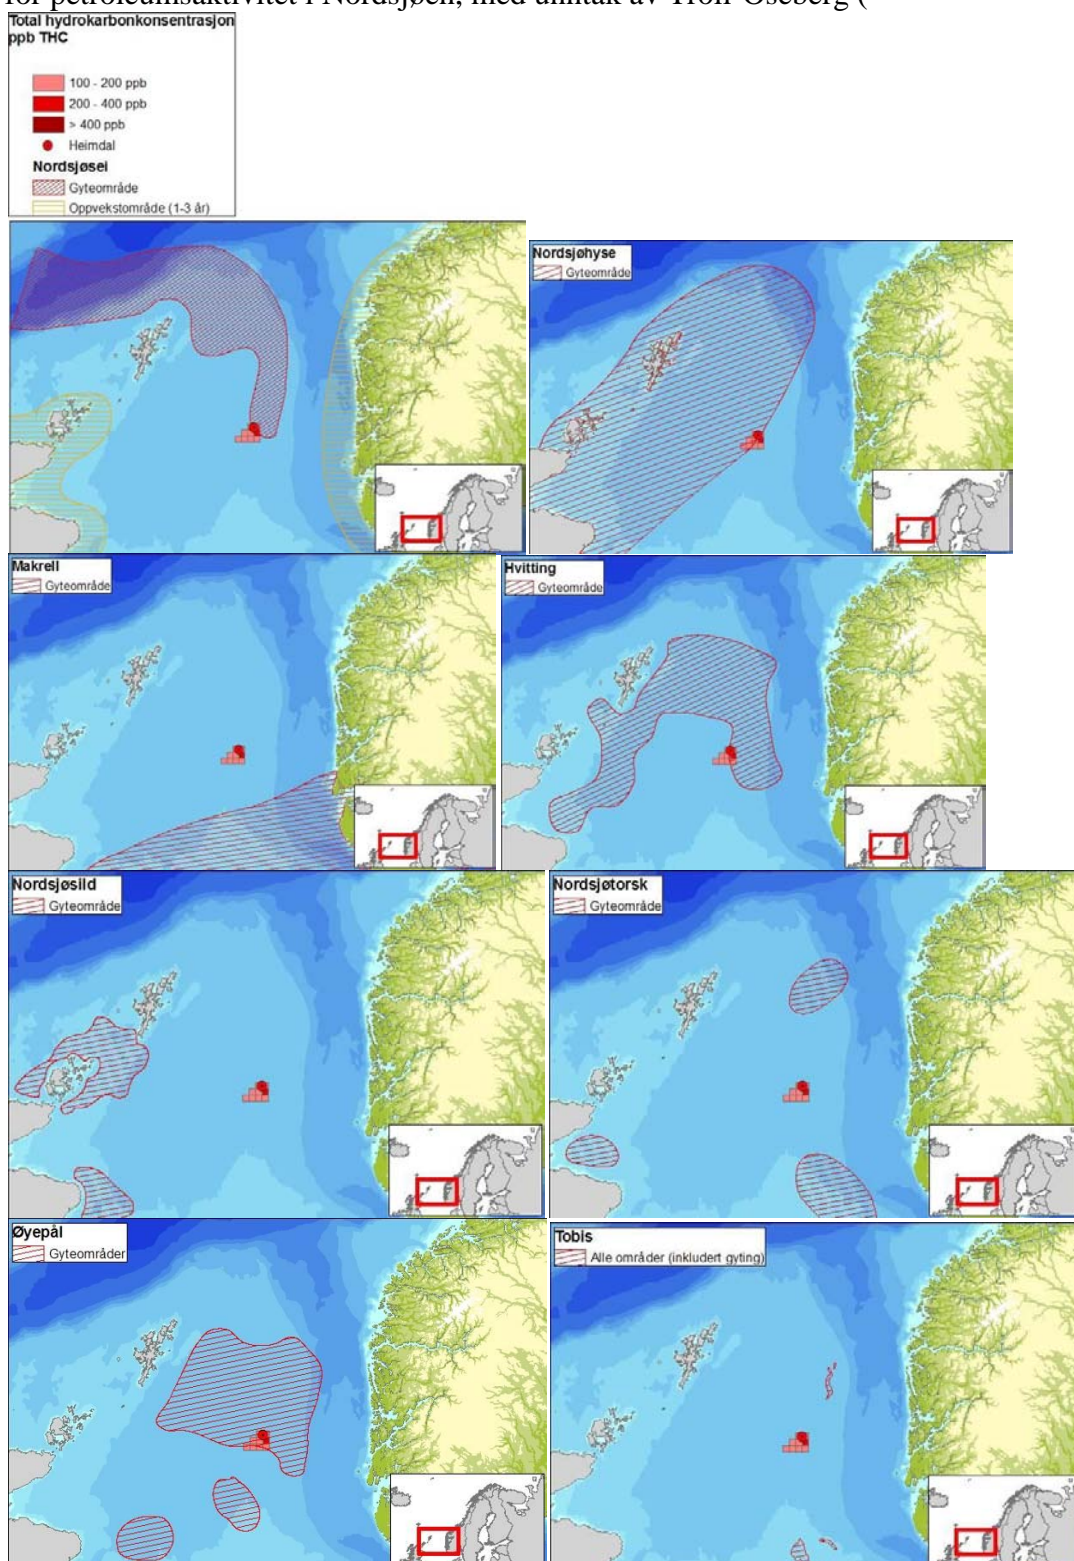 for petroleumsaktivitet i Nordsjøen, med unntak av Troll-Oseberg (
Total hydrokarbonkonsentrasjon
ppb THC
100 - 200 ppb
200 - 400 ppb
> 400 ppb
Heimdal
Nordsjøsei
Gyteområde
Oppvekstområde (1-3 år)
Nordsjøhyse
Gyteområde
Makrell
Gyteområde
Hvitting
Gyteområde
Nordsjøsild
Gyteområde
Nordsjøtorsk
Gyteområde
Øyepål
Gyteområder
Tobis
Alle områder (inkludert gyting)